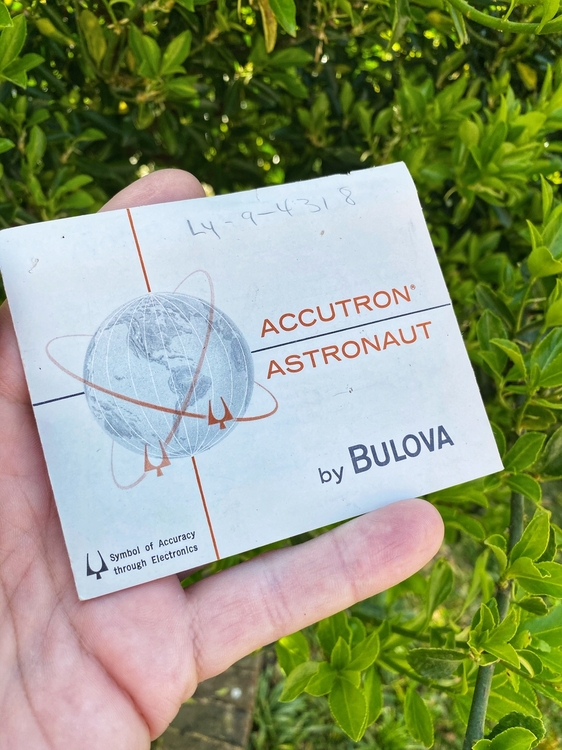 L4-9-4318
ACCUTRON®
ASTRONAUT
by BULOVA
Symbol of Accuracy
through Electronics